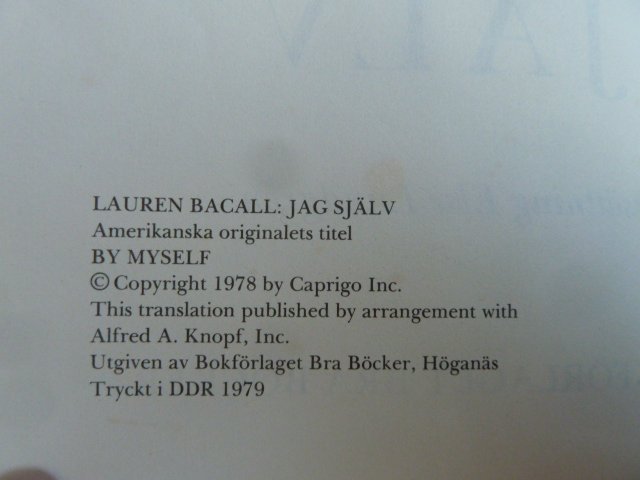 LAUREN BACALL: JAG SJÄLV
Amerikanska originalets titel
BY MYSELF
© Copyright 1978 by Caprigo Inc.
This translation published by arrangement with
Alfred A. Knopf, Inc.
Utgiven av Bokförlaget Bra Böcker, Höganäs
Tryckt i DDR 1979